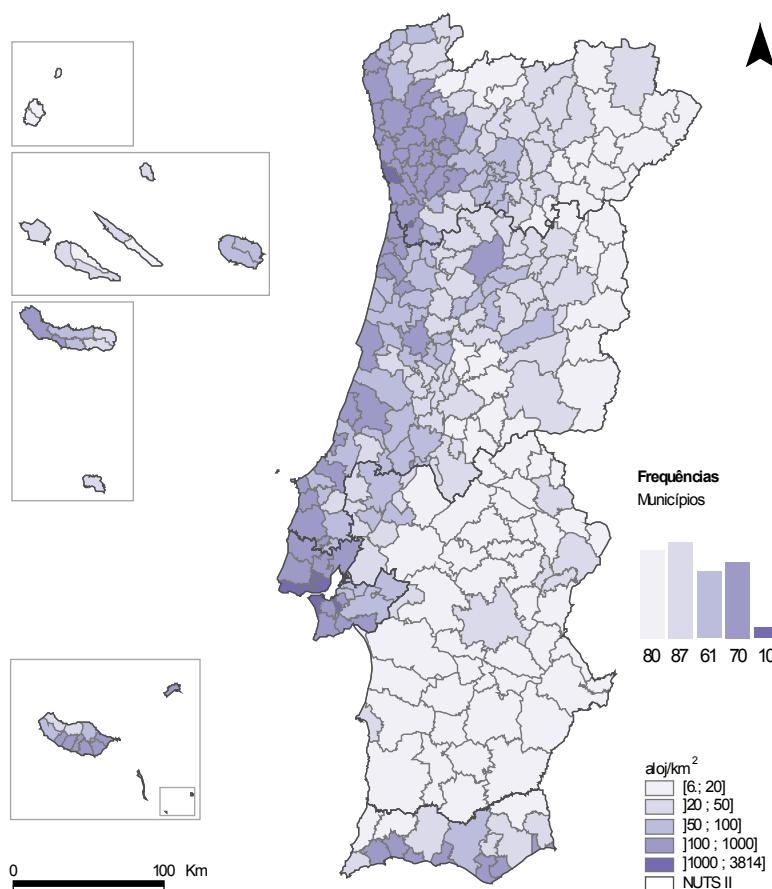 Frequências
Municípios
80 87 61 70 10
aloj/km²
[6.; 20]
]20 ; 50]
]50 ; 100]
]100 ; 1000]
]1000 ; 3814]
NUTS II
0 100 Km